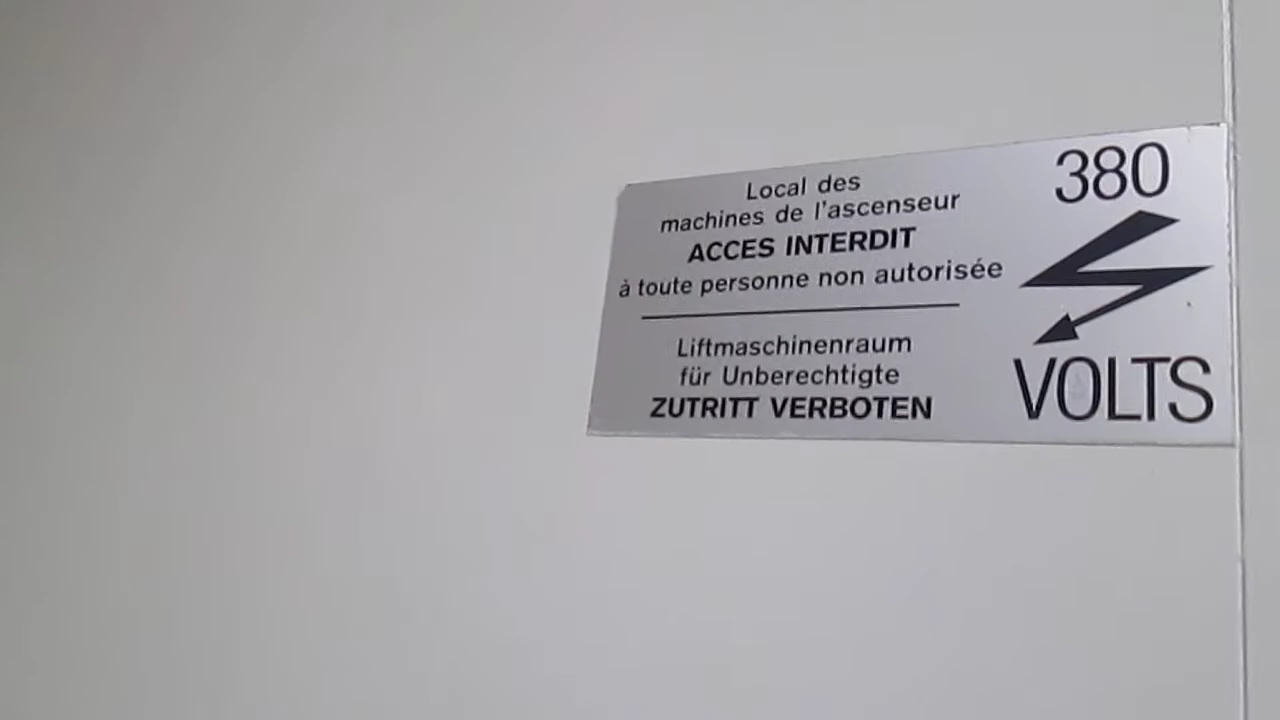 Local des
machines de l'ascenseur
ACCES INTERDIT
à toute personne non autorisée
Liftmaschinenraum
für Unberechtigte
ZUTRITT VERBOTEN
380
VOLTS